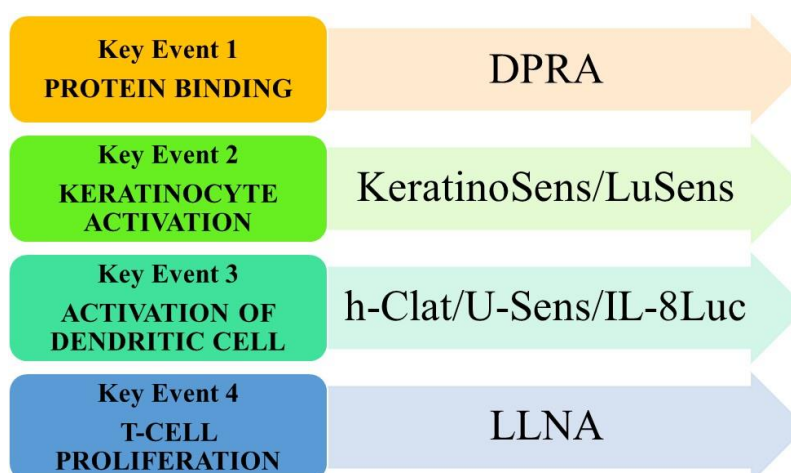 Key Event 1
PROTEIN BINDING
DPRA
Key Event 2
KERATINOCYTE
ACTIVATION
KeratinoSens/LuSens
Key Event 3
ACTIVATION OF
DENDRITIC CELL
h-Clat/U-Sens/IL-8Luc
Key Event 4
T-CELL
PROLIFERATION
LLNA